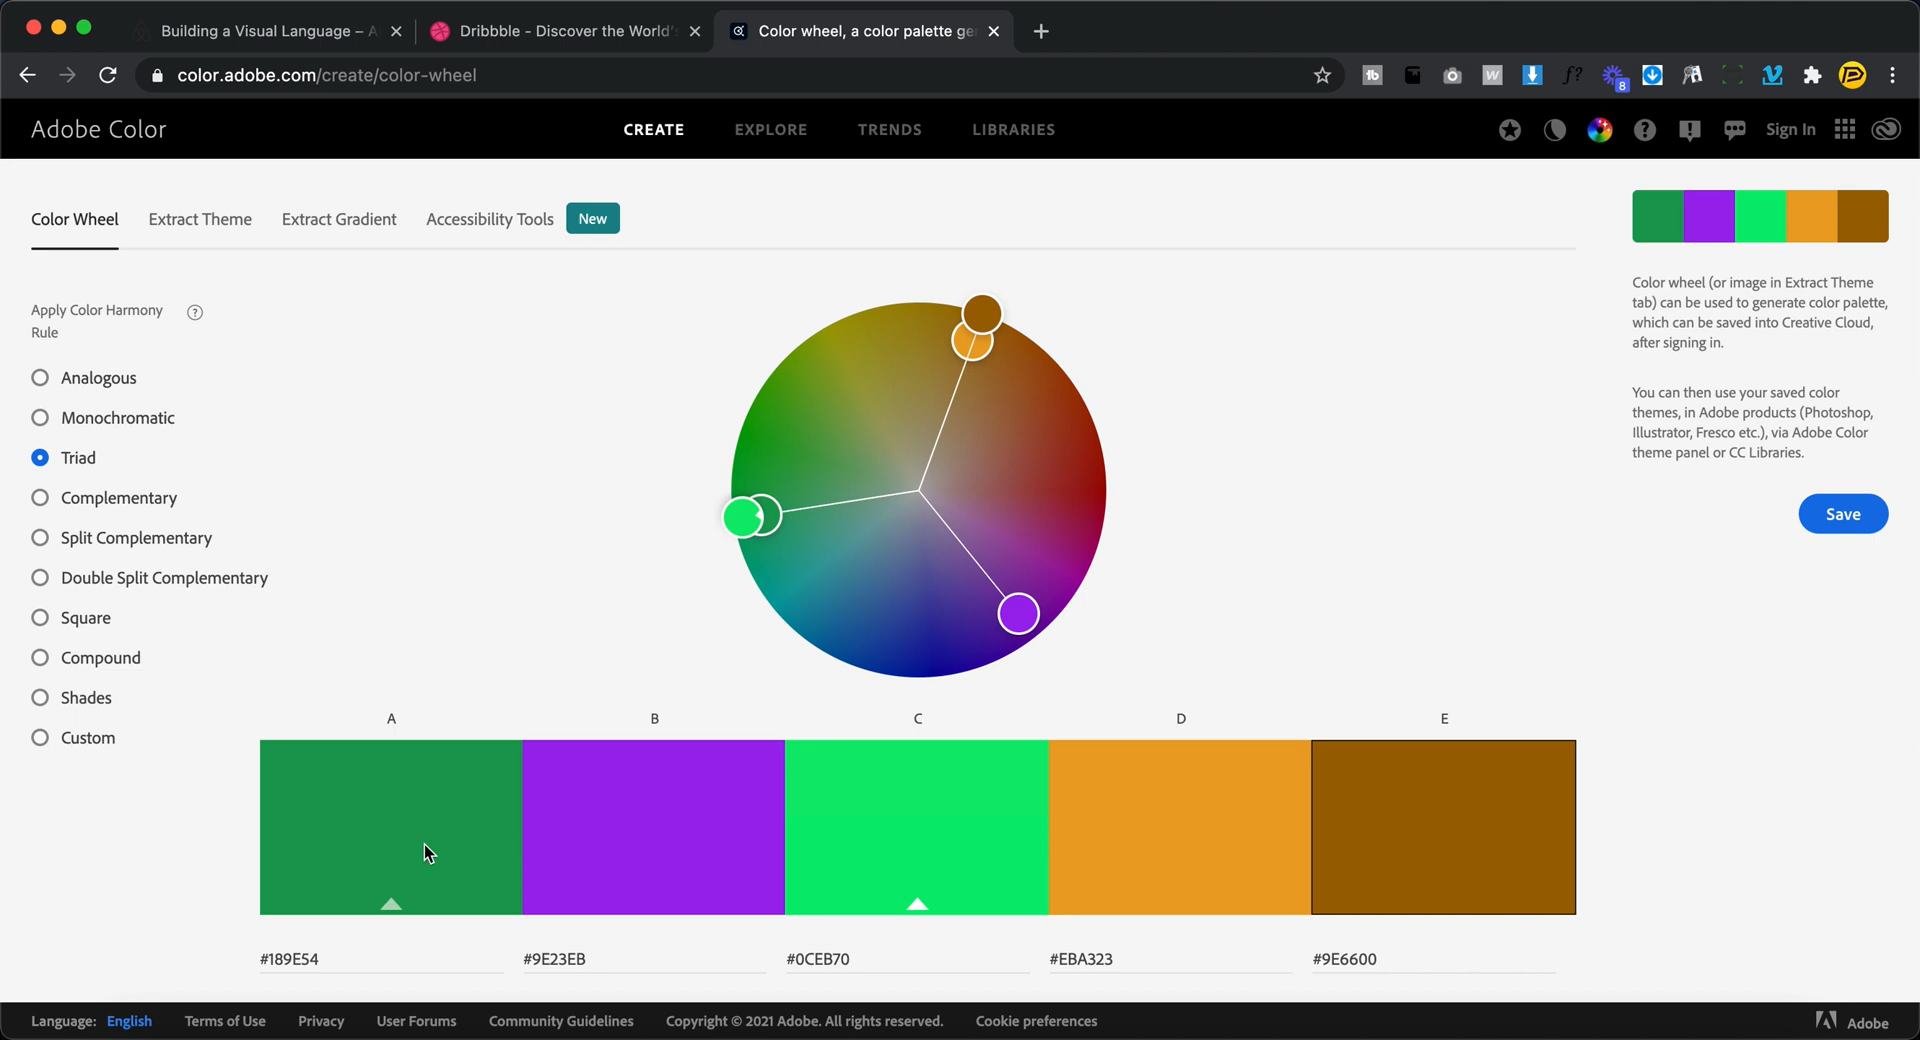 Building a Visual Language – A
Dribbble - Discover the World's
Color wheel, a color palette ge
color.adobe.com/create/color-wheel
8
Adobe Color
CREATE
EXPLORE
TRENDS
LIBRARIES
Sign In
Color Wheel
Extract Theme
Extract Gradient
Accessibility Tools
New
Apply Color Harmony
Rule
Analogous
Monochromatic
Triad
Complementary
Split Complementary
Double Split Complementary
Square
Compound
Shades
Custom
Color wheel (or image in Extract Theme
tab) can be used to generate color palette,
which can be saved into Creative Cloud,
after signing in.
You can then use your saved color
themes, in Adobe products (Photoshop,
Illustrator, Fresco etc.), via Adobe Color
theme panel or CC Libraries.
Save
A
B
C
D
E
#189E54
#9E23EB
#0CEB70
#EBA323
#9E6600
Language: English
Terms of Use
Privacy
User Forums
Community Guidelines
Copyright © 2021 Adobe. All rights reserved.
Cookie preferences
Adobe